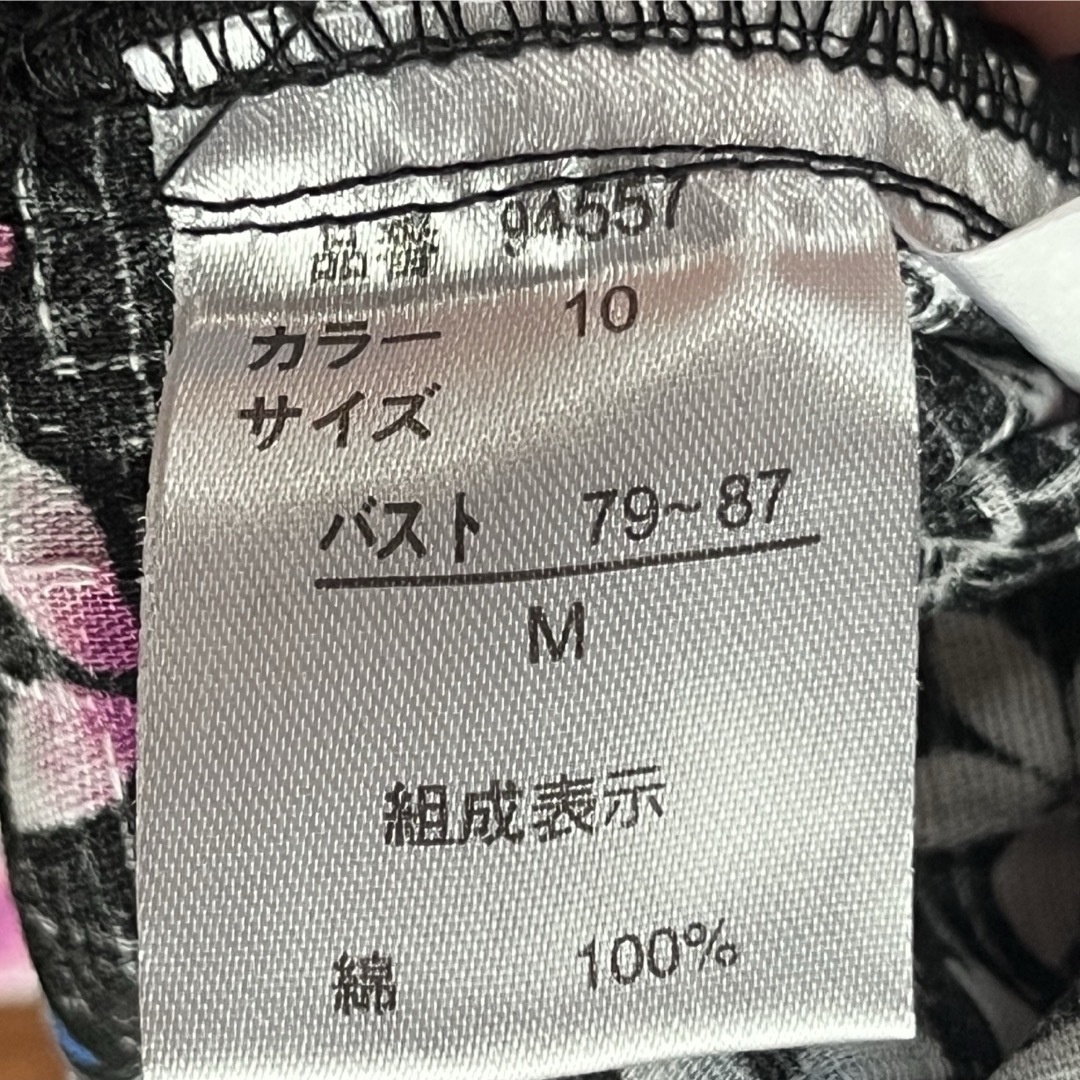 品番 94557
カラー 10
サイズ
バスト 79~87
M
組成表示
綿 100%